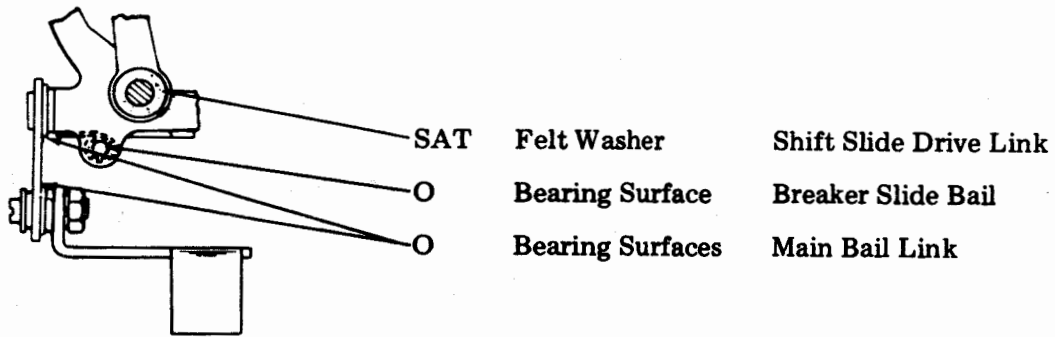 SAT Felt Washer Shift Slide Drive Link
O Bearing Surface Breaker Slide Bail
O Bearing Surfaces Main Bail Link